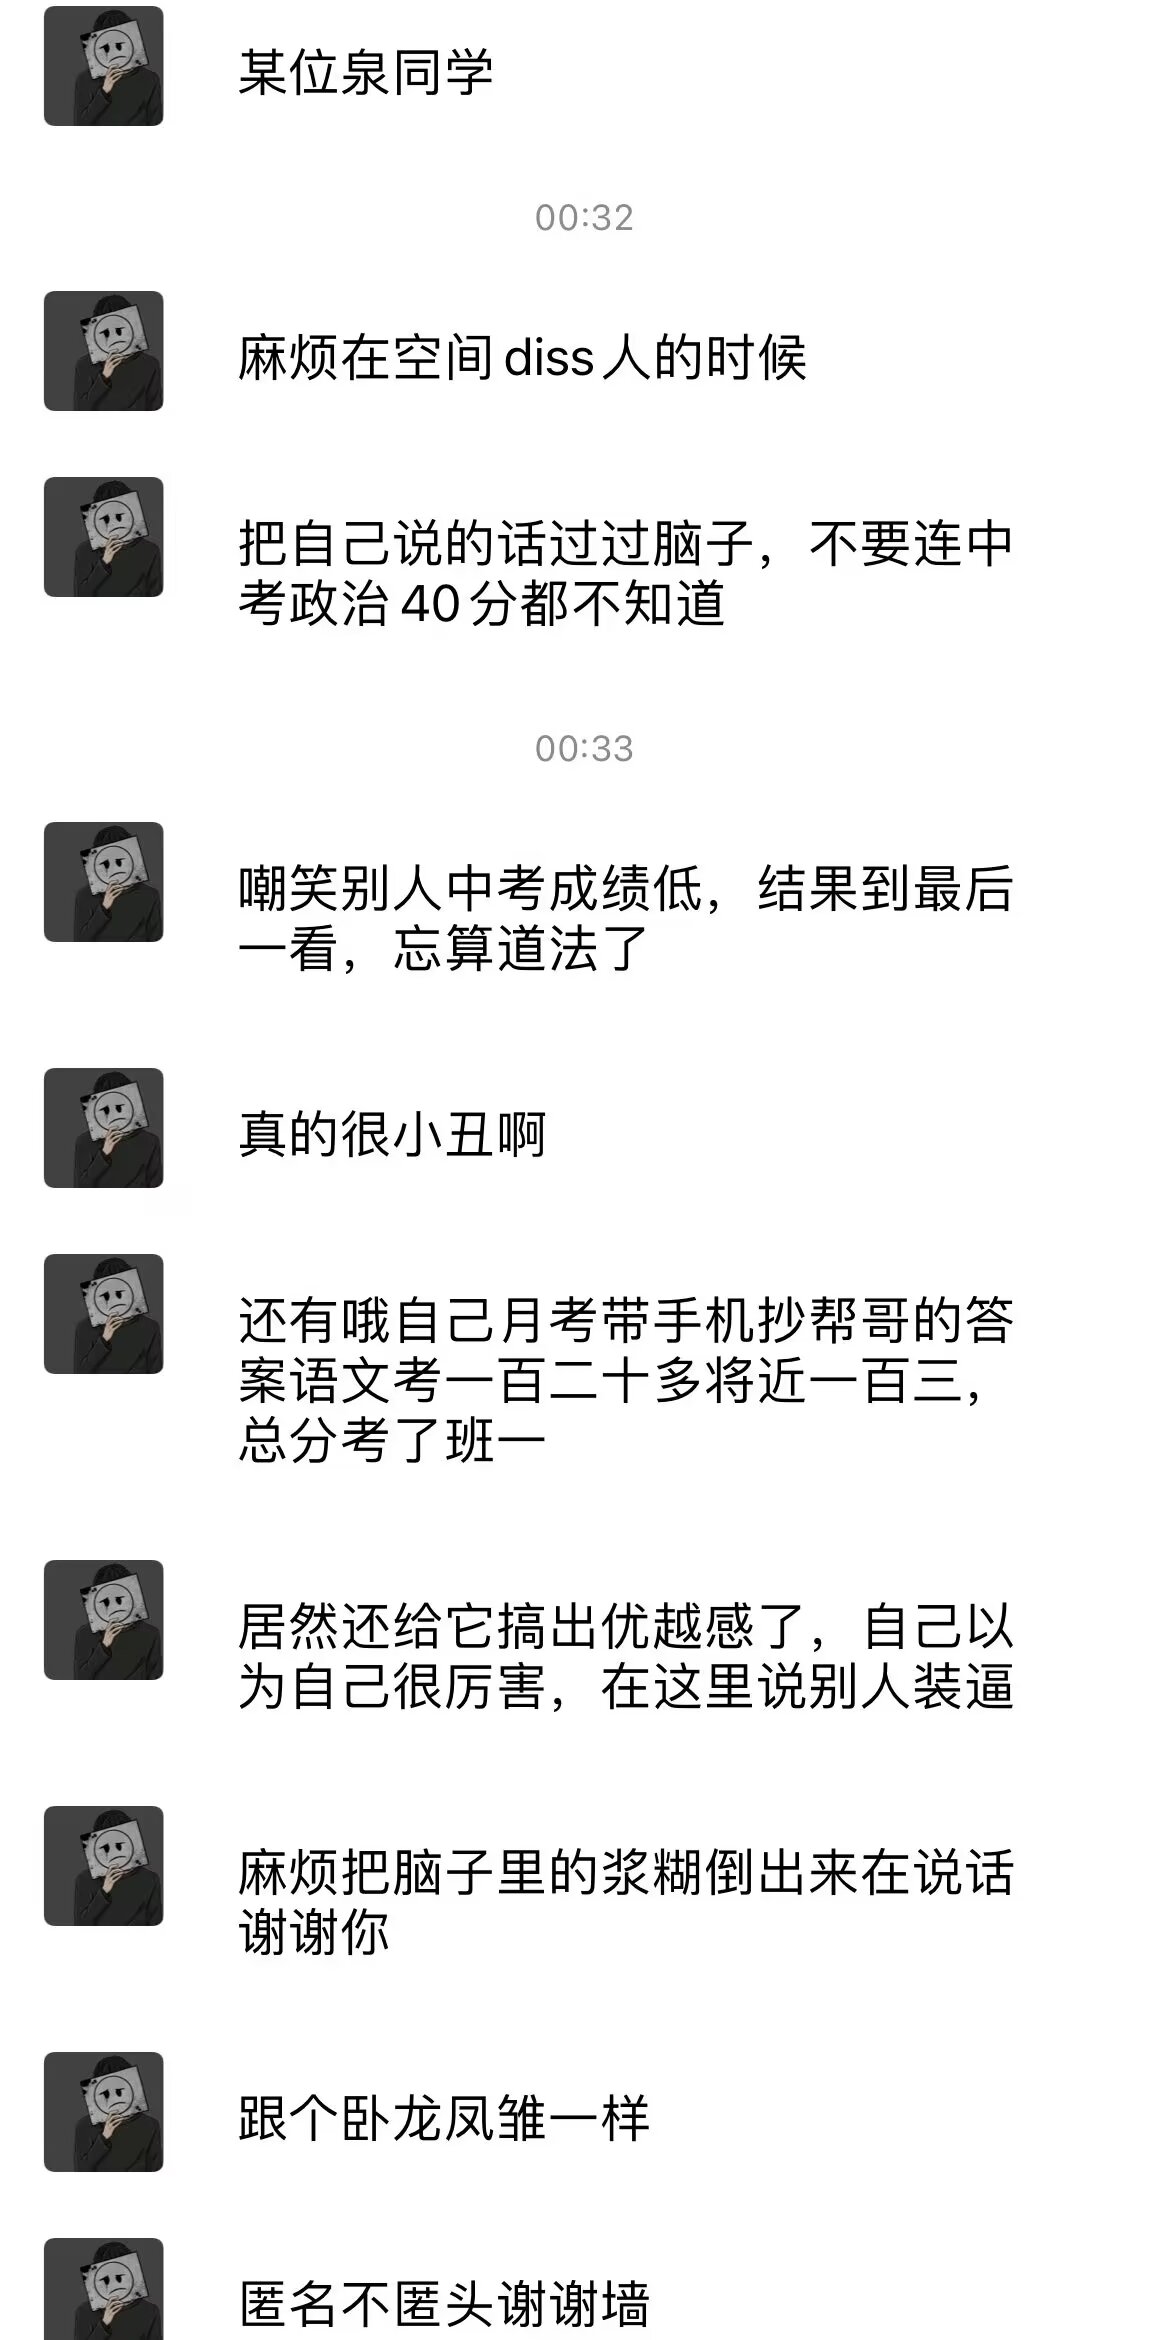 某位泉同学
00:32
麻烦在空间diss人的时候
把自己说的话过过脑子，不要连中
考政治40分都不知道
00:33
嘲笑别人中考成绩低，结果到最后
一看，忘算道法了
真的很小丑啊
还有哦自己月考带手机抄帮哥的答
案语文考一百二十多将近一百三，
总分考了班一
居然还给它搞出优越感了，自己以
为自己很厉害，在这里说别人装逼
麻烦把脑子里的浆糊倒出来在说话
谢谢你
跟个卧龙凤雏一样
匿名不匿头谢谢墙